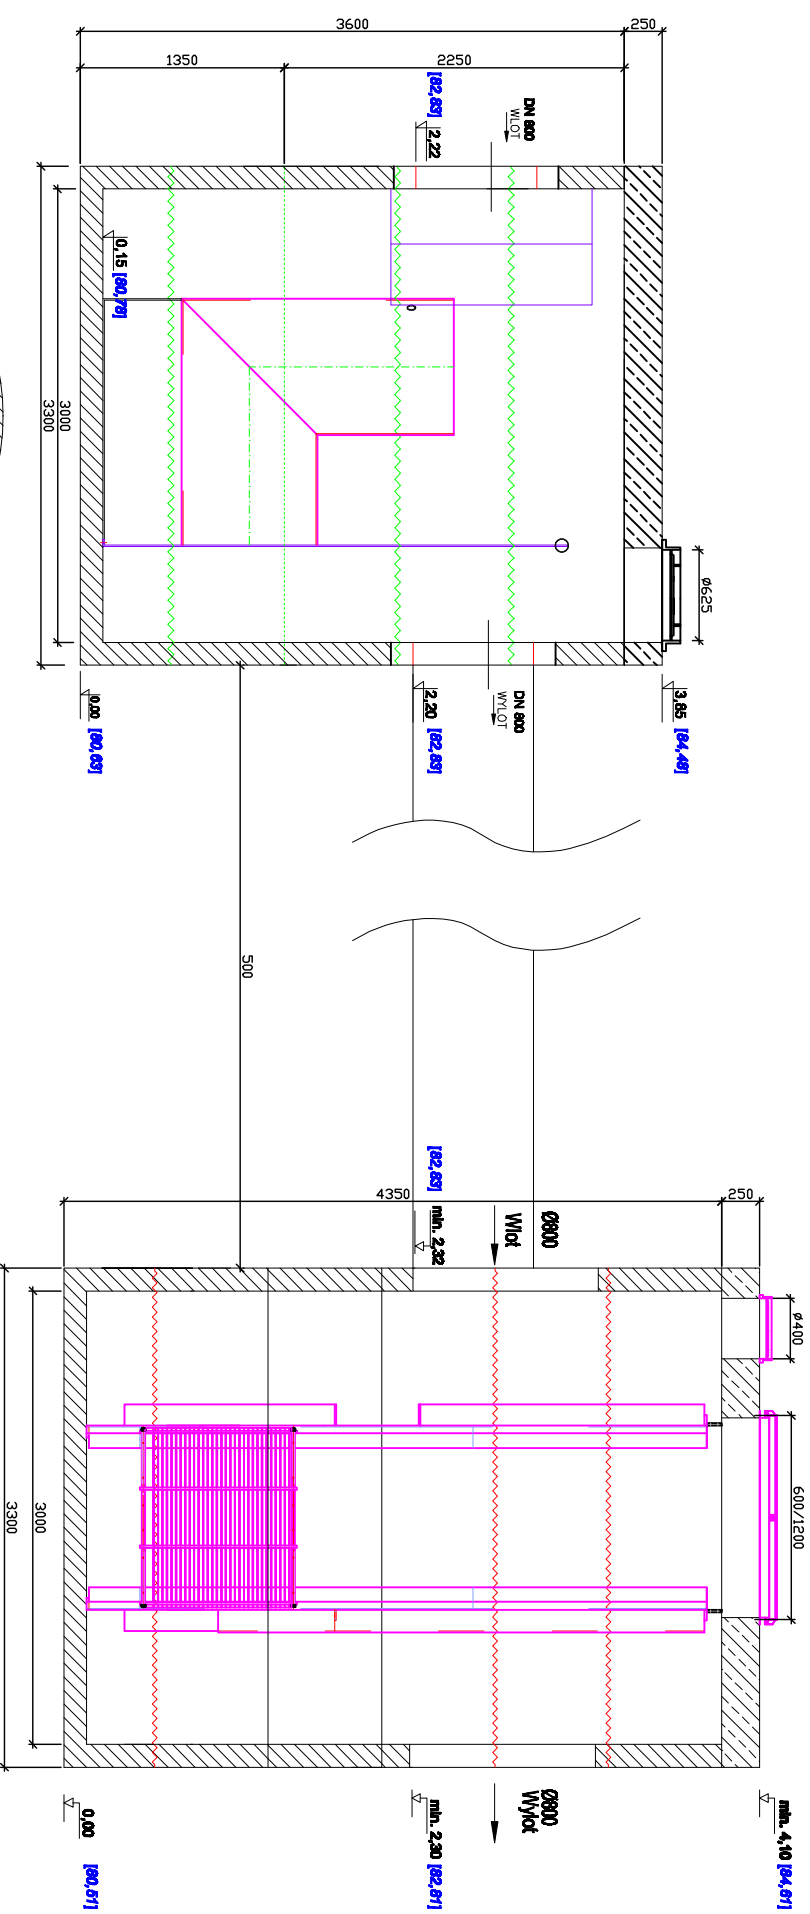 3600
250
1350
2250
[82,83]
2,22
DN 800
WLOT
0,15 [80,78]
0
3000
3300
Ø625
DN 800
WYLOT
3,85
[84,48]
2,20
[82,83]
0,00
[80,63]
500
[82,83]
4350
250
min. 2,32
Ø800
Wlot
Ø400
600/1200
3000
3300
Ø800
Wylot
min. 4,10 [84,61]
min. 2,30 [82,81]
0,00
[80,51]